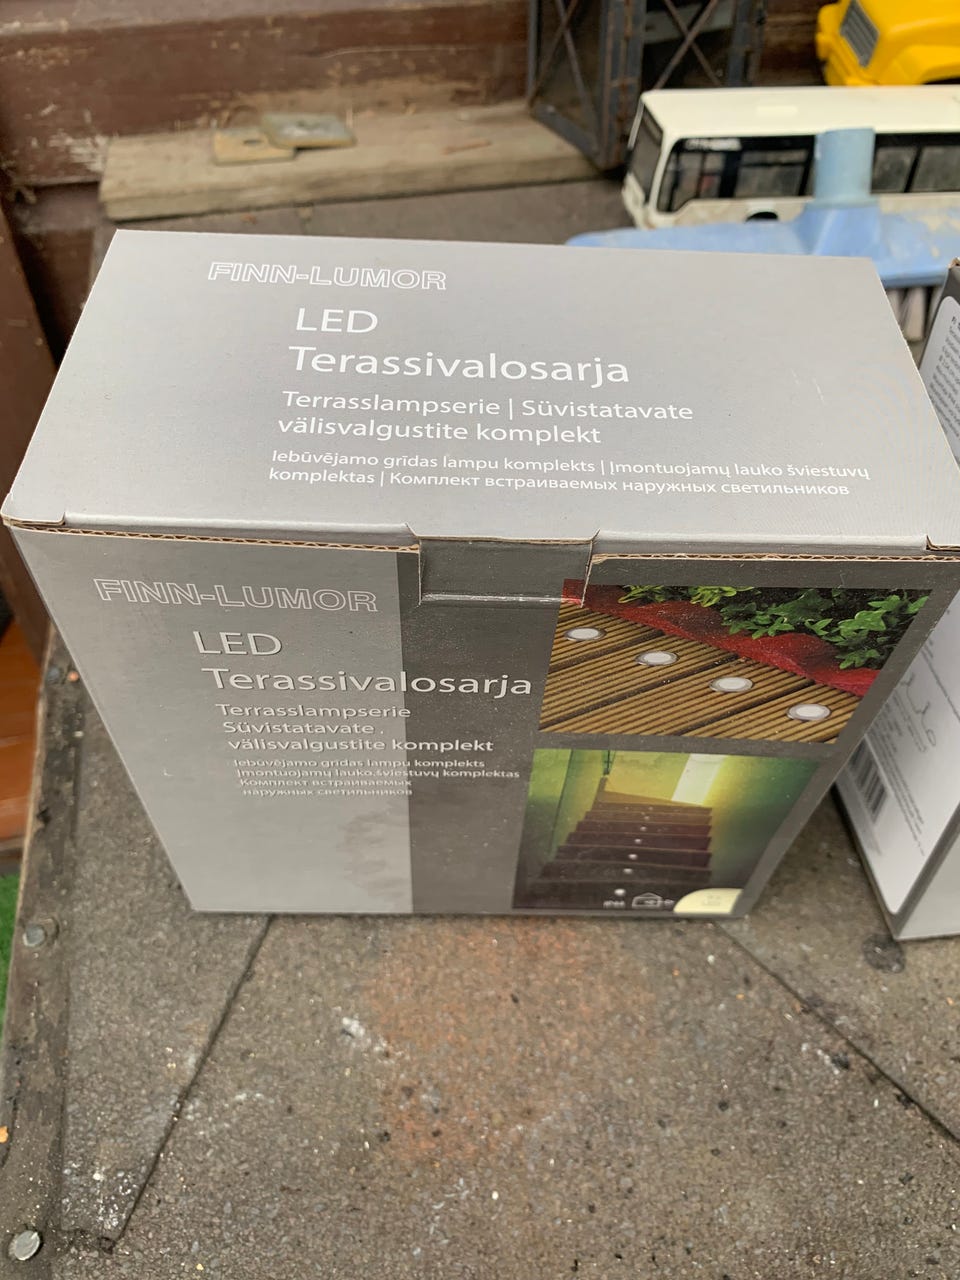 FINN-LUMOR
LED
Terassivalosarja
Terrasslampserie | Süvistatavate
välisvalgustite komplekt
Iebūvējamo grīdas lampu komplekts | Įmontuojamų lauko šviestuvų
komplektas | Комплект встраиваемых наружных светильников
FINN-LUMOR
LED
Terassivalosarja
Terrasslampserie
Süvistatavate
välisvalgustite komplekt
Iebūvējamo grīdas lampu komplekts
Įmontuojamų lauko šviestuvų komplektas
Комплект встраиваемых
наружных светильников